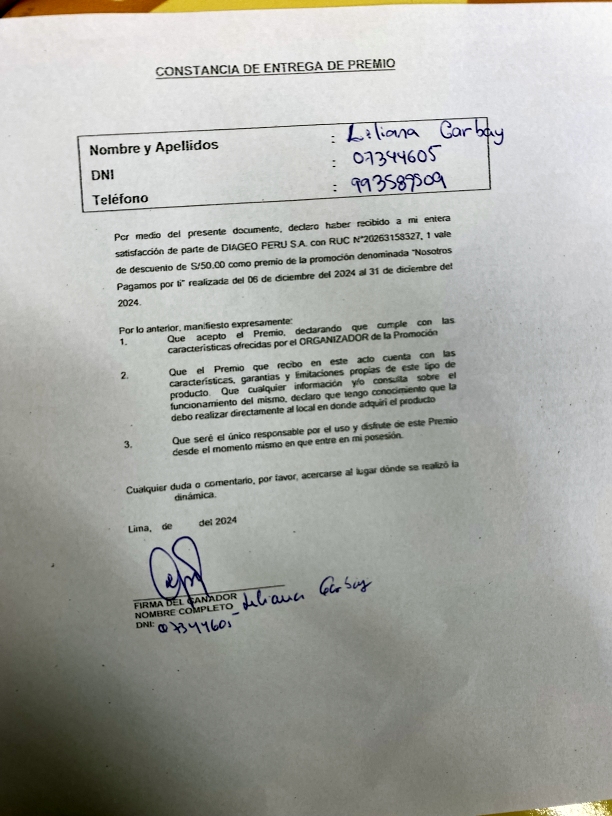 CONSTANCIA DE ENTREGA DE PREMIO
Nombre y Apellidos : Liliana Garbay
DNI : 07344605
Teléfono : 993589509
Por medio del presente documento, declaro haber recibido a mi entera
satisfacción de parte de DIAGEO PERU S.A. con RUC N°20263158327, 1 vale
de descuento de S/50.00 como premio de la promoción denominada "Nosotros
Pagamos por ti" realizada del 06 de diciembre del 2024 al 31 de diciembre del
2024.
Por lo anterior, manifiesto expresamente:
1. Que acepto el Premio, declarando que cumple con las
características ofrecidas por el ORGANIZADOR de la Promoción
2. Que el Premio que recibo en este acto cuenta con las
características, garantías y limitaciones propias de este tipo de
producto. Que cualquier información y/o consulta sobre el
funcionamiento del mismo, declaro que tengo conocimiento que la
debo realizar directamente al local en donde adquirí el producto
3. Que seré el único responsable por el uso y disfrute de este Premio
desde el momento mismo en que entre en mi posesión.
Cualquier duda o comentario, por favor, acercarse al lugar dónde se realizó la
dinámica.
Lima, de del 2024
FIRMA DEL GANADOR
NOMBRE COMPLETO Liliana Garbay
DNI: 07344605